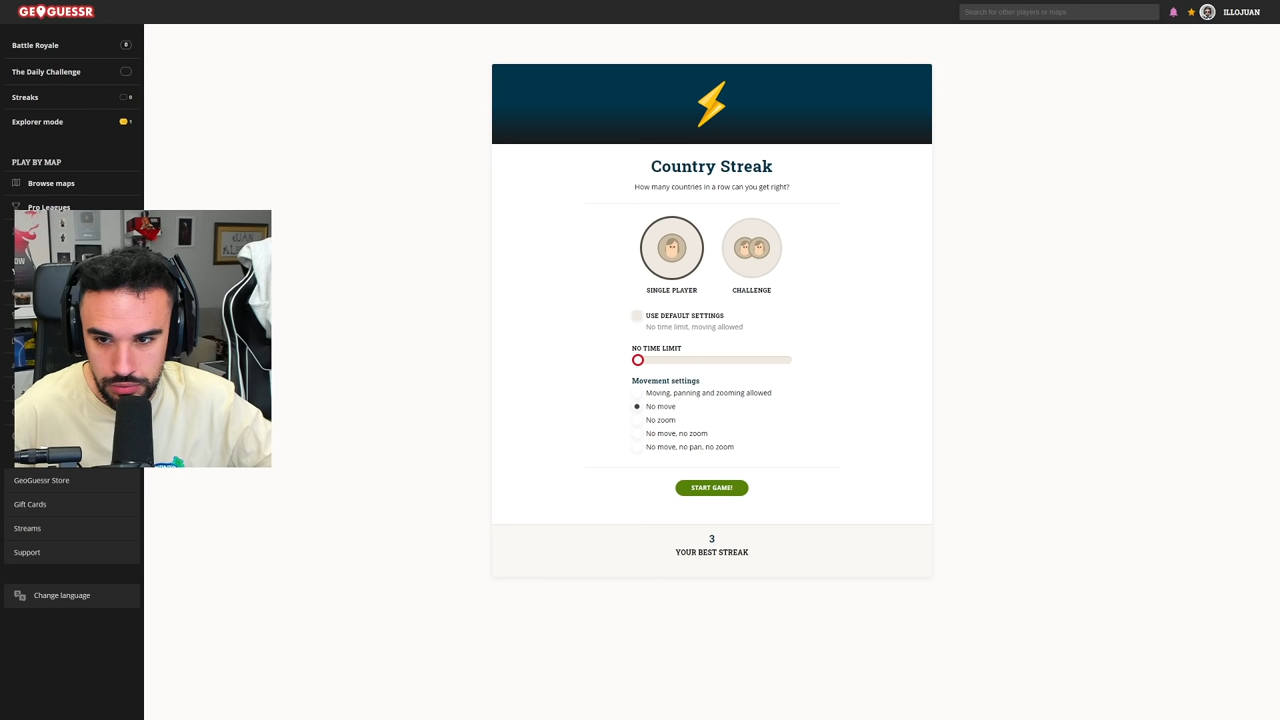 GEOGUESSR
Search for other players or maps
ILLOJUAN
Battle Royale
0
The Daily Challenge
Streaks
0
Explorer mode
1
PLAY BY MAP
Browse maps
Pro Leagues
GeoGuessr Store
Gift Cards
Streams
Support
Change language
Country Streak
How many countries in a row can you get right?
SINGLE PLAYER
CHALLENGE
USE DEFAULT SETTINGS
No time limit, moving allowed
NO TIME LIMIT
Movement settings
Moving, panning and zooming allowed
No move
No zoom
No move, no zoom
No move, no pan, no zoom
START GAME!
3
YOUR BEST STREAK